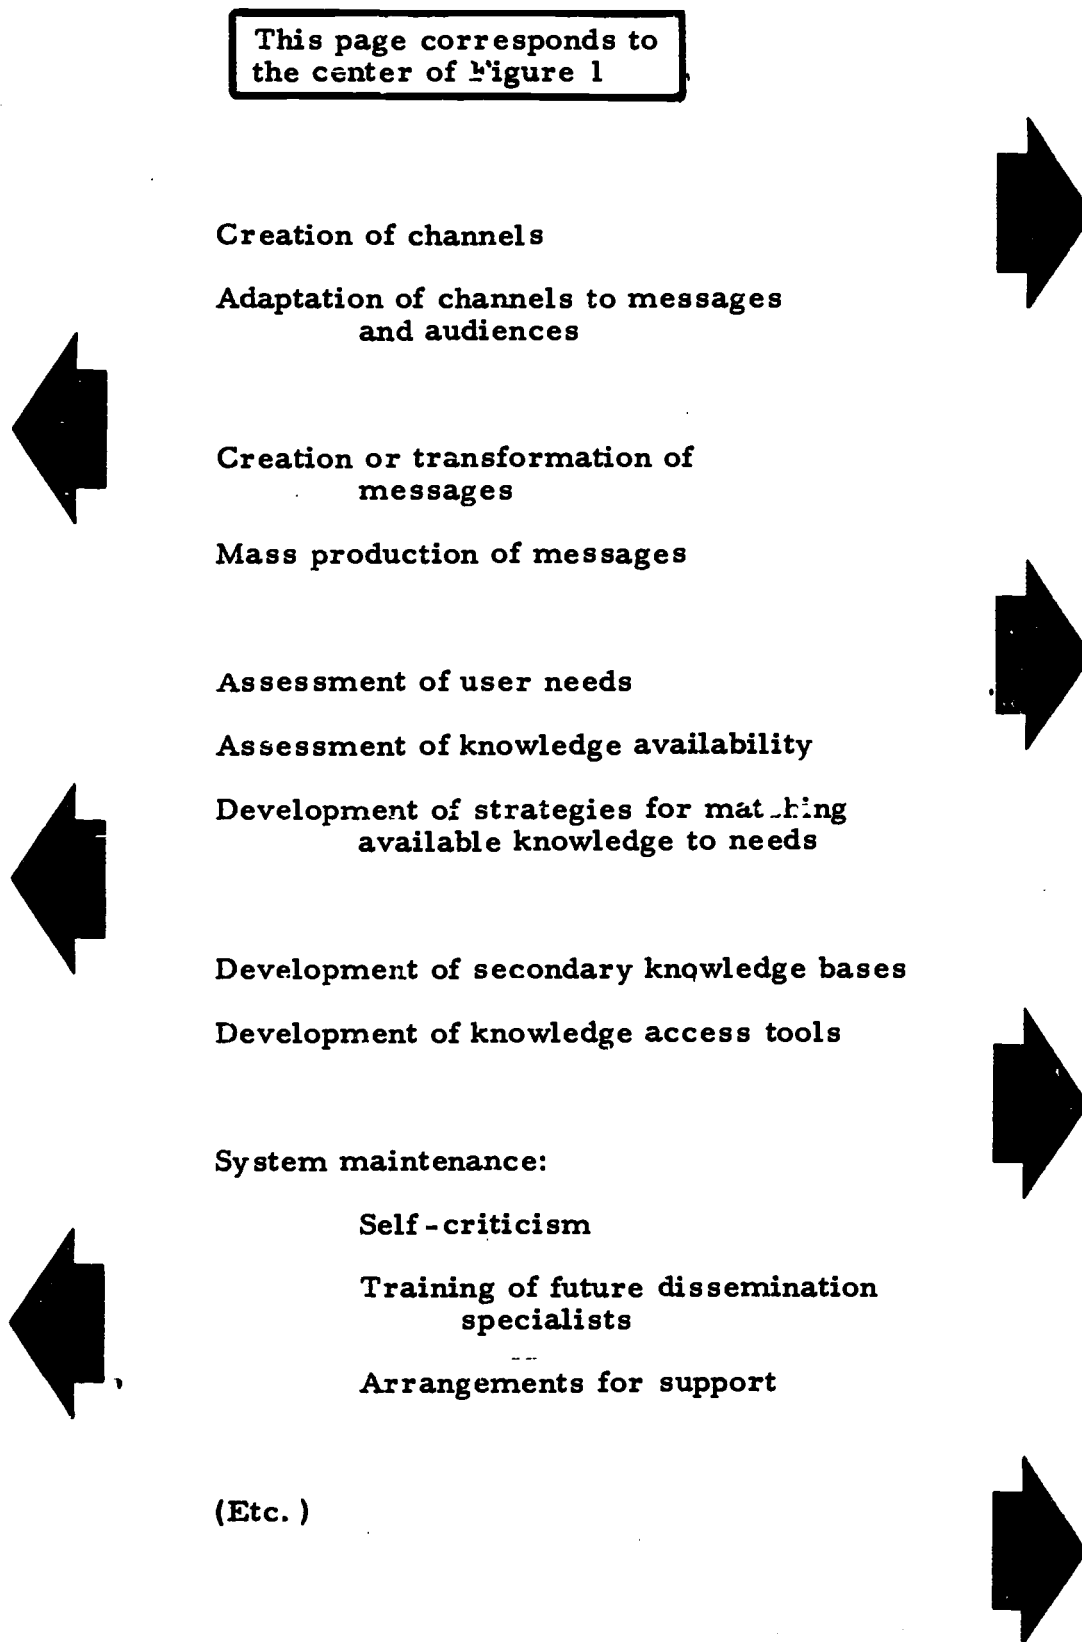 This page corresponds to
the center of Figure 1
Creation of channels
Adaptation of channels to messages
and audiences
Creation or transformation of
messages
Mass production of messages
Assessment of user needs
Assessment of knowledge availability
Development of strategies for matching
available knowledge to needs
Development of secondary knowledge bases
Development of knowledge access tools
System maintenance:
Self-criticism
Training of future dissemination
specialists
Arrangements for support
(Etc.)